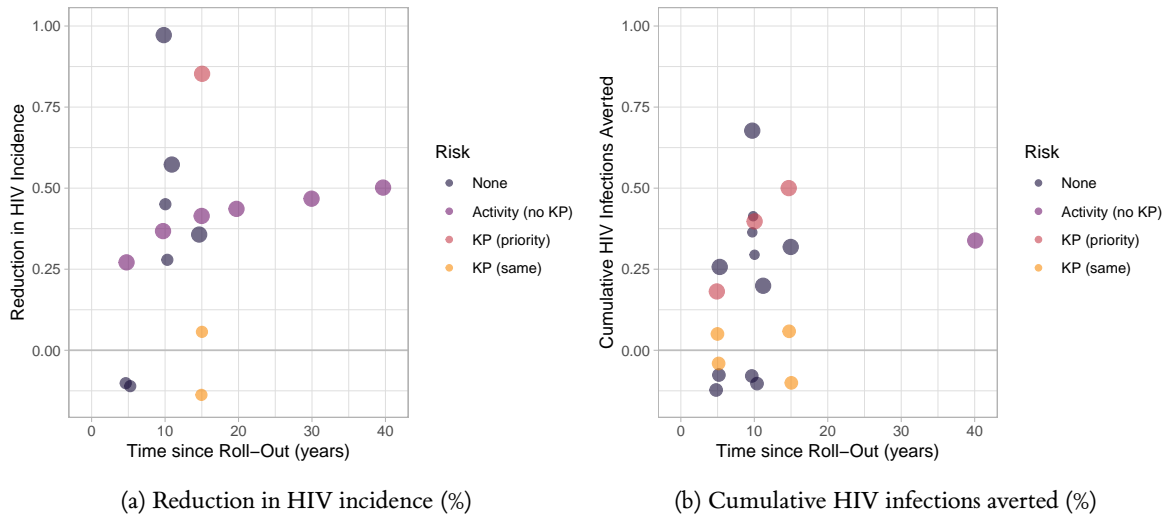 1.00
0.75
0.50
0.25
0.00
Reduction in HIV Incidence
0 10 20 30 40
Time since Roll−Out (years)
Risk
None
Activity (no KP)
KP (priority)
KP (same)
(a) Reduction in HIV incidence (%)
1.00
0.75
0.50
0.25
0.00
Cumulative HIV Infections Averted
0 10 20 30 40
Time since Roll−Out (years)
Risk
None
Activity (no KP)
KP (priority)
KP (same)
(b) Cumulative HIV infections averted (%)